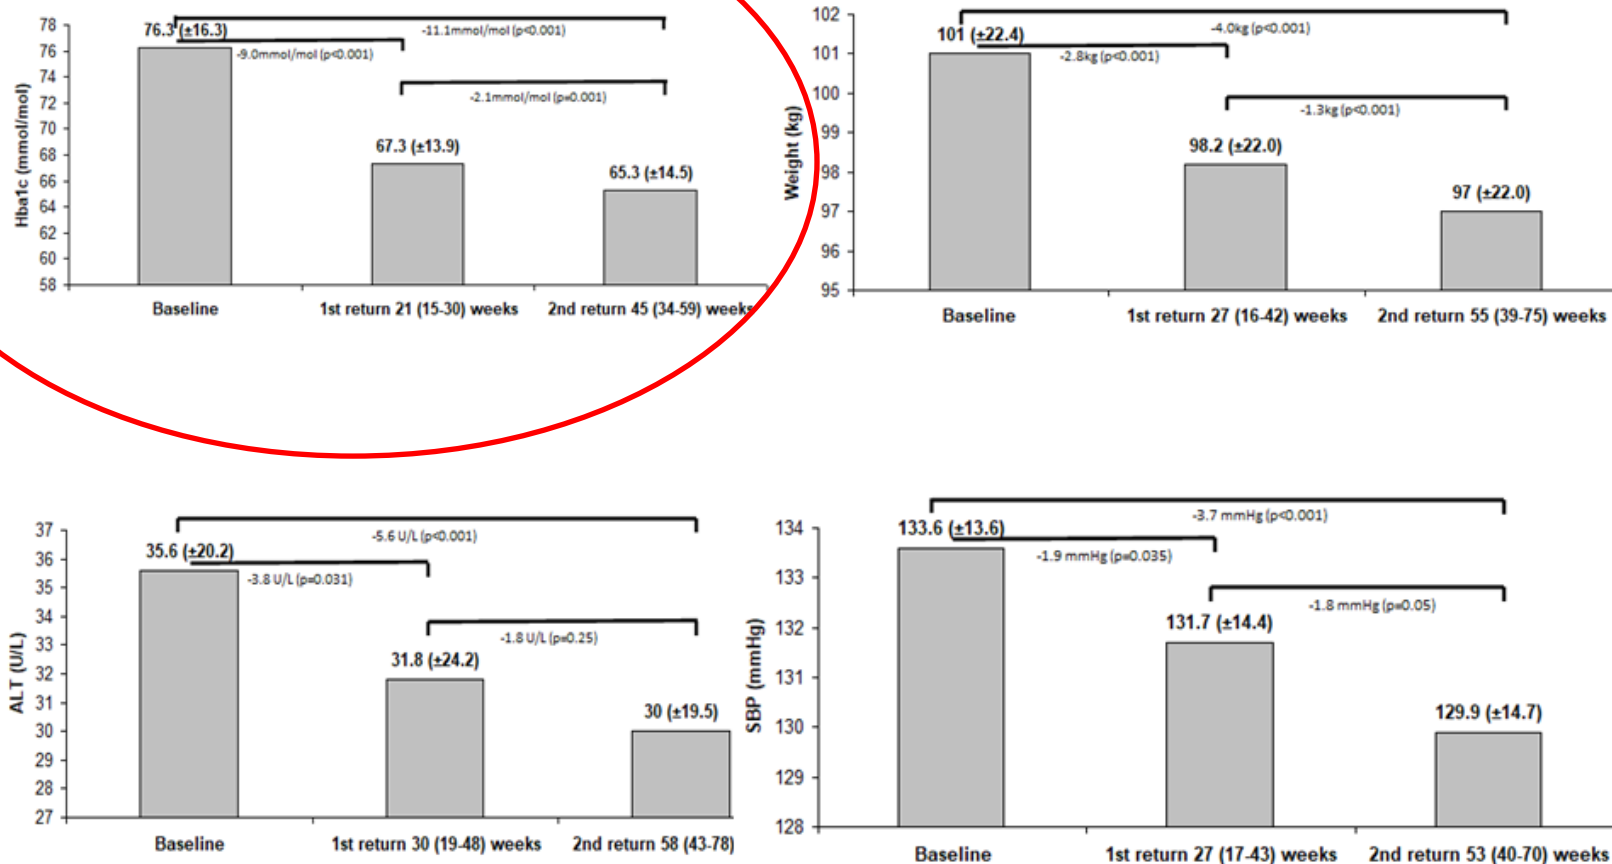 78
76
74
72
70
68
66
64
62
60
58
Hba1c (mmol/mol)
76.3 (±16.3)
-11.1mmol/mol (p<0.001)
-9.0mmol/mol (p<0.001)
-2.1mmol/mol (p=0.001)
67.3 (±13.9)
65.3 (±14.5)
Baseline
1st return 21 (15-30) weeks
2nd return 45 (34-59) weeks
102
101
100
99
98
97
96
95
Weight (kg)
101 (±22.4)
-4.0kg (p<0.001)
-2.8kg (p<0.001)
-1.3kg (p<0.001)
98.2 (±22.0)
97 (±22.0)
Baseline
1st return 27 (16-42) weeks
2nd return 55 (39-75) weeks
37
36
35
34
33
32
31
30
29
28
27
ALT (U/L)
35.6 (±20.2)
-5.6 U/L (p<0.001)
-3.8 U/L (p=0.031)
-1.8 U/L (p=0.25)
31.8 (±24.2)
30 (±19.5)
Baseline
1st return 30 (19-48) weeks
2nd return 58 (43-78)
134
133
132
131
130
129
128
SBP (mmHg)
133.6 (±13.6)
-3.7 mmHg (p<0.001)
-1.9 mmHg (p=0.035)
-1.8 mmHg (p=0.05)
131.7 (±14.4)
129.9 (±14.7)
Baseline
1st return 27 (17-43) weeks
2nd return 53 (40-70) weeks